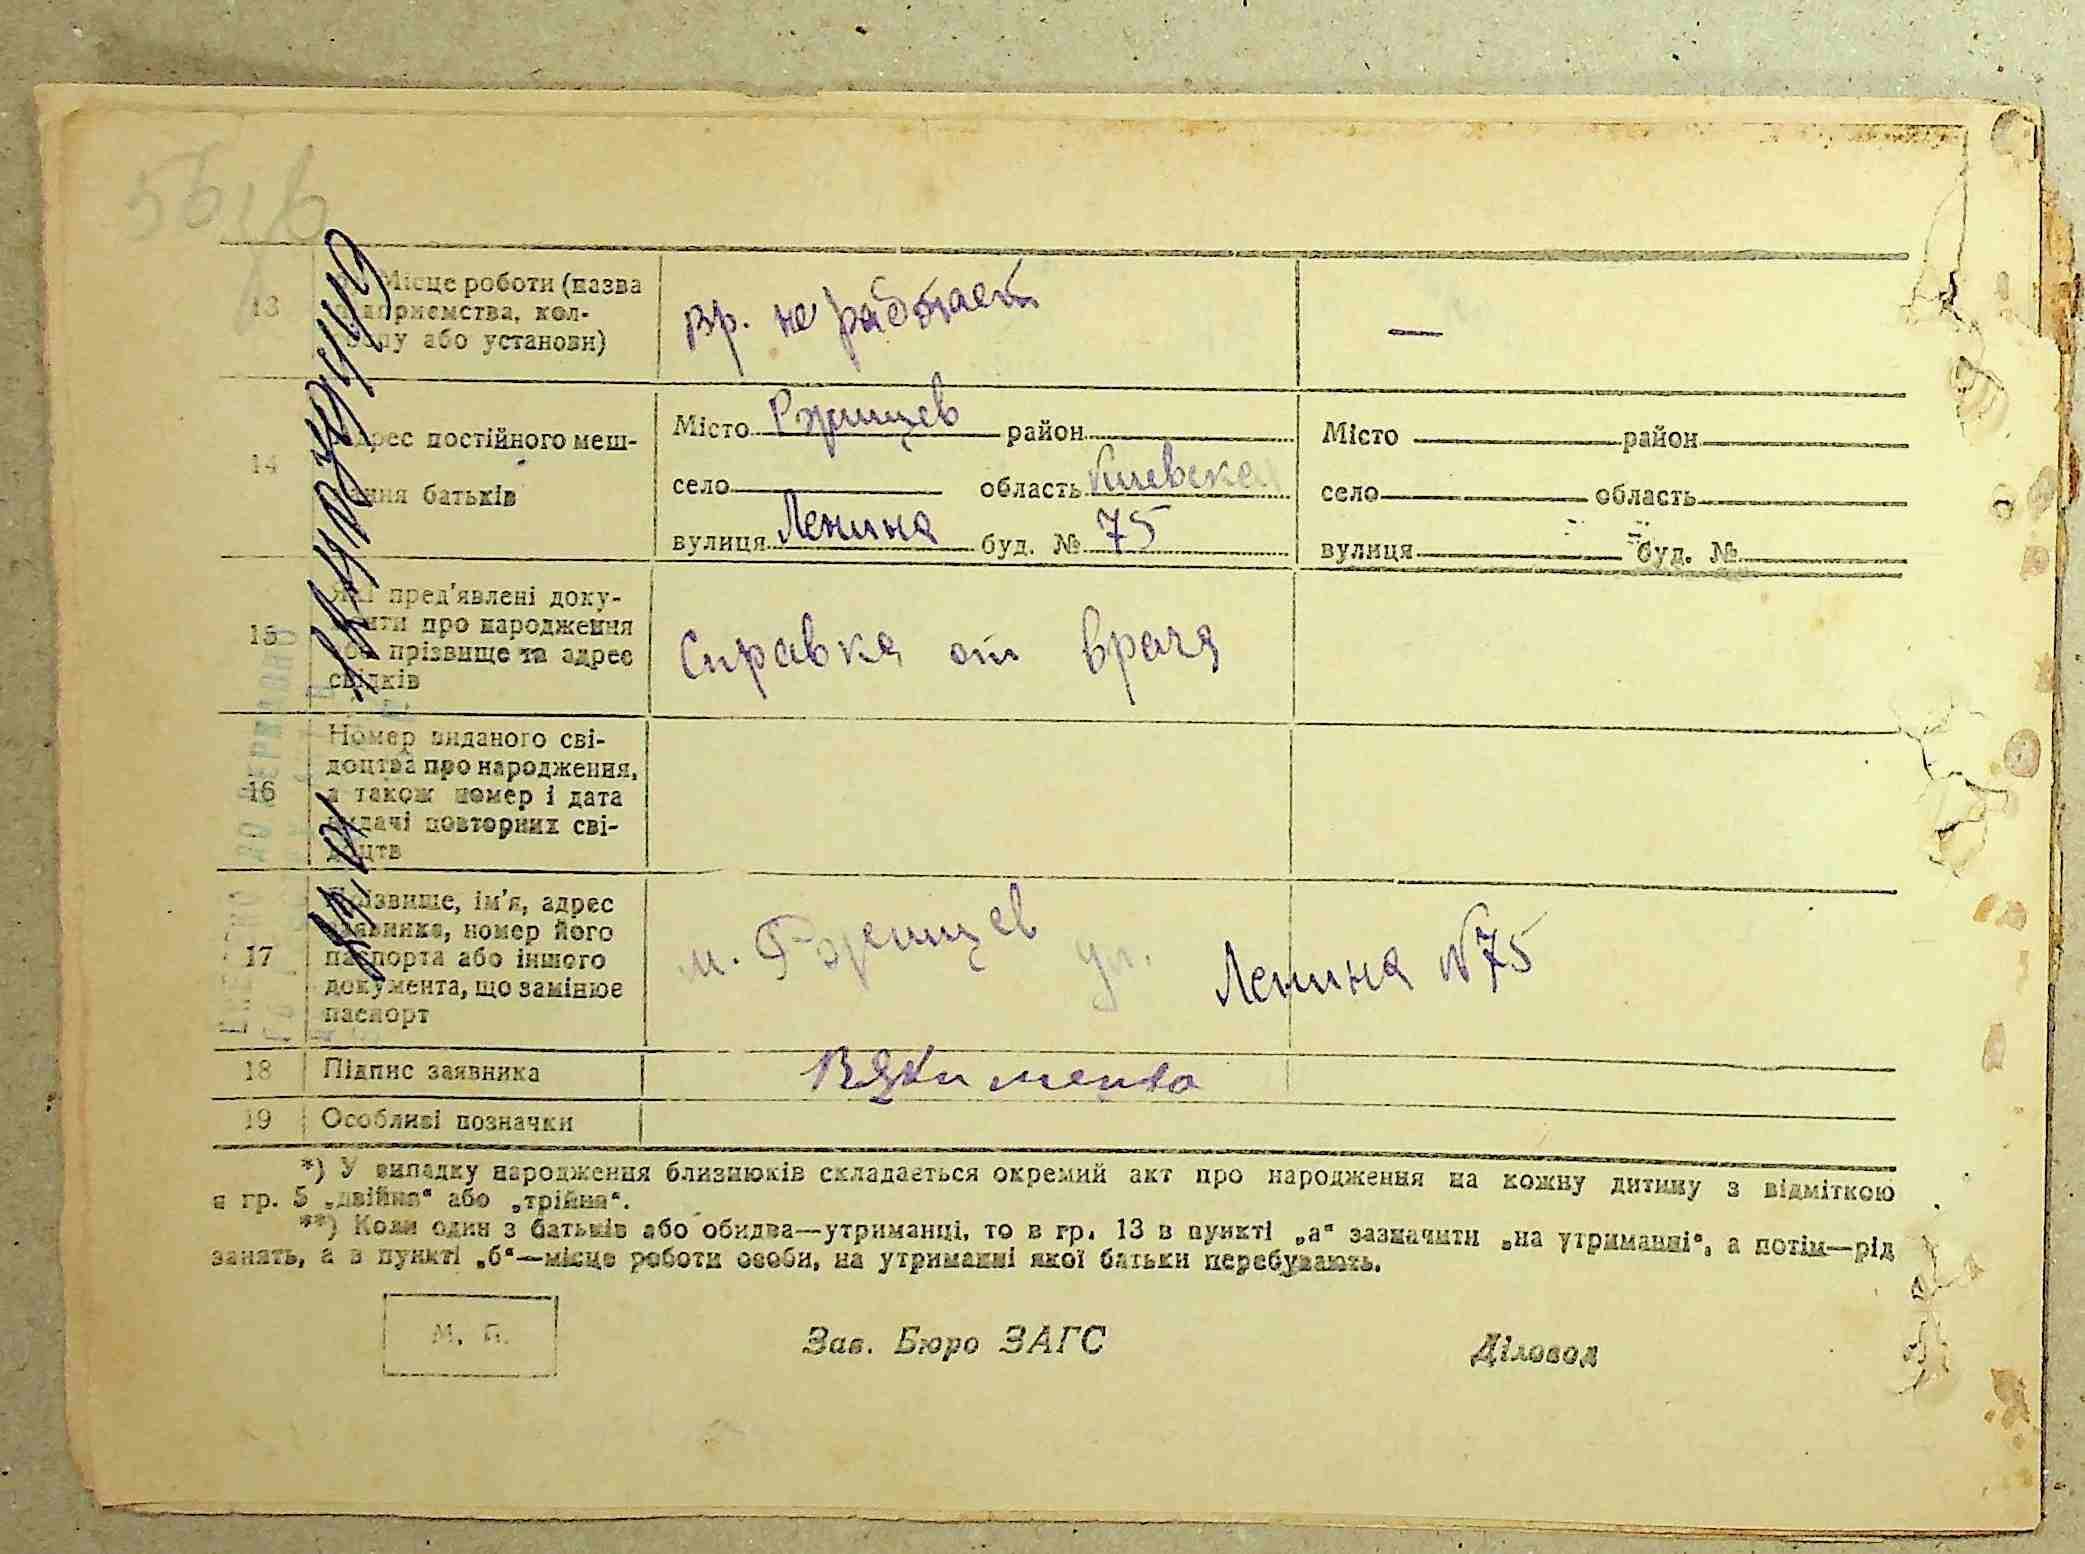 13 Місце роботи (назва
підприємства, кол-
госпу або установи)
Вр. не работает
—
14 Адрес постійного меш-
кання батьків
Місто Ржищев район
село область Киевская
вулиця Ленина буд. № 75
Місто район
село область
вулиця буд. №
15 Які пред'явлені доку-
менти про народження
або прізвище та адрес
свідків
Справка от врача
16 Номер виданого сві-
доцтва про народження,
а також номер і дата
видачі повторних сві-
доцтв
17 Прізвище, ім'я, адрес
заявника, номер його
паспорта або іншого
документа, що замінює
паспорт
м. Ржищев ул. Ленина №75
18 Підпис заявника
19 Особливі позначки
*) У випадку народження близнюків складається окремий акт про народження на кожну дитину з відміткою
в гр. 5 „двійня“ або „трійня“.
**) Коли один з батьків або обидва—утриманці, то в гр. 13 в пункті „а“ зазначити „на утриманні“, а потім—рід
занять, а в пункті „б“—місце роботи особи, на утриманні якої батьки перебувають.
М. П.
Зав. Бюро ЗАГС
Діловод